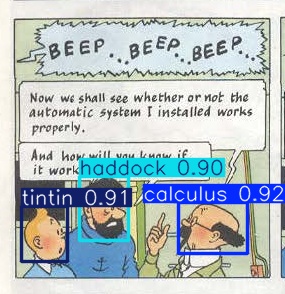 BEEP...BEEP..BEEP...
Now we shall see whether or not the
automatic system I installed works
properly.
And how will you know if
it work
haddock 0.90
tintin 0.91
calculus 0.92